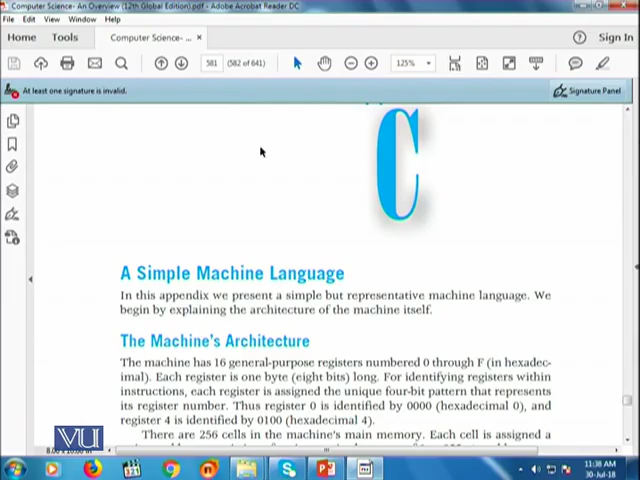 Computer Science- An Overview (12th Global Edition).pdf - Adobe Acrobat Reader DC
File Edit View Window Help
Home Tools Computer Science- ... × Sign In
581 (582 of 641) 125%
At least one signature is invalid. Signature Panel
C
A Simple Machine Language
In this appendix we present a simple but representative machine language. We
begin by explaining the architecture of the machine itself.
The Machine's Architecture
The machine has 16 general-purpose registers numbered 0 through F (in hexadec-
imal). Each register is one byte (eight bits) long. For identifying registers within
instructions, each register is assigned the unique four-bit pattern that represents
its register number. Thus register 0 is identified by 0000 (hexadecimal 0), and
register 4 is identified by 0100 (hexadecimal 4).
There are 256 cells in the machine's main memory. Each cell is assigned a
VU
321
11:38 AM
30-Jul-18